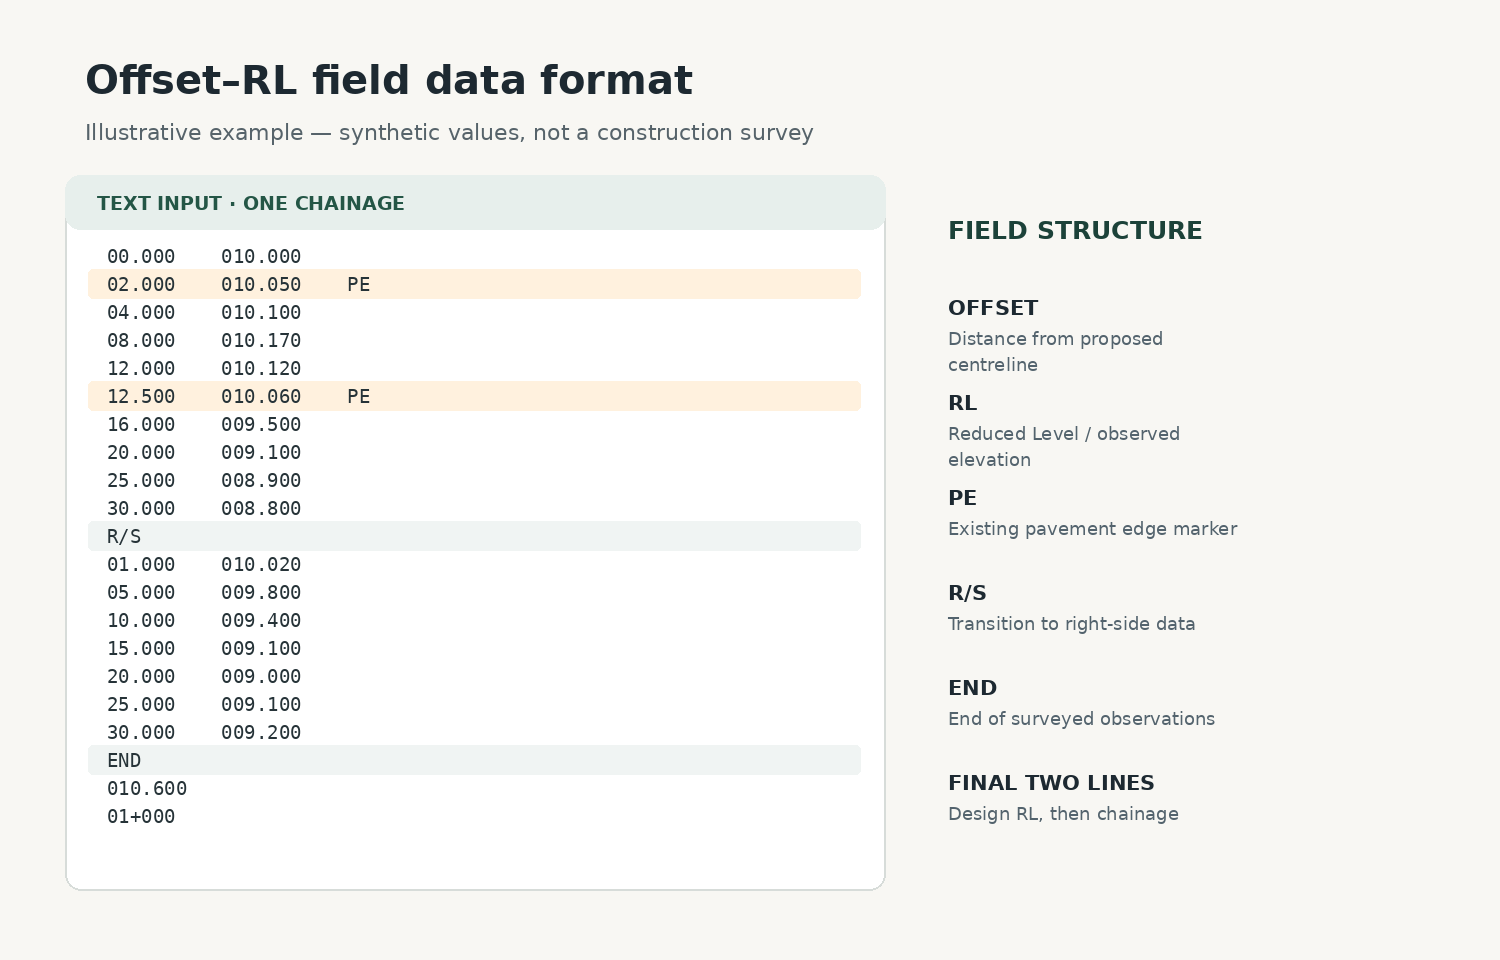 Offset–RL field data format
Illustrative example — synthetic values, not a construction survey
TEXT INPUT · ONE CHAINAGE
00.000    010.000
02.000    010.050    PE
04.000    010.100
08.000    010.170
12.000    010.120
12.500    010.060    PE
16.000    009.500
20.000    009.100
25.000    008.900
30.000    008.800
R/S
01.000    010.020
05.000    009.800
10.000    009.400
15.000    009.100
20.000    009.000
25.000    009.100
30.000    009.200
END
010.600
01+000
FIELD STRUCTURE
OFFSET
Distance from proposed
centreline
RL
Reduced Level / observed
elevation
PE
Existing pavement edge marker
R/S
Transition to right-side data
END
End of surveyed observations
FINAL TWO LINES
Design RL, then chainage